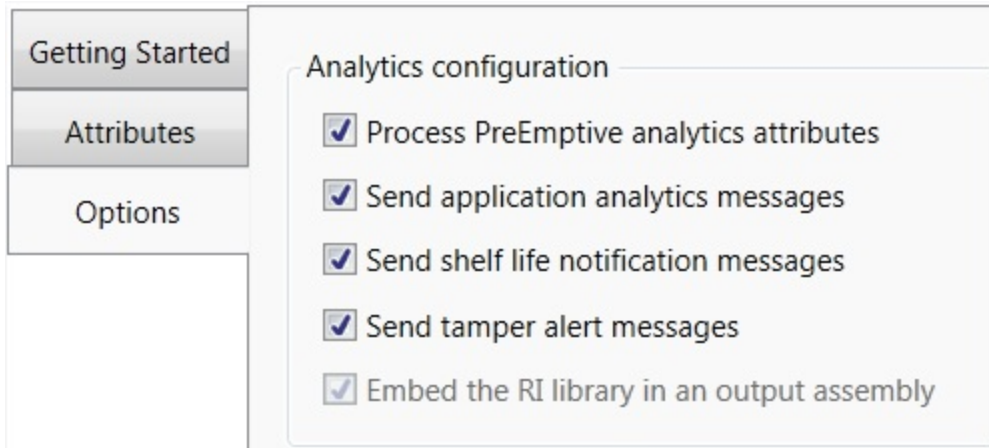 Getting Started
Attributes
Options
Analytics configuration
Process PreEmptive analytics attributes
Send application analytics messages
Send shelf life notification messages
Send tamper alert messages
Embed the RI library in an output assembly